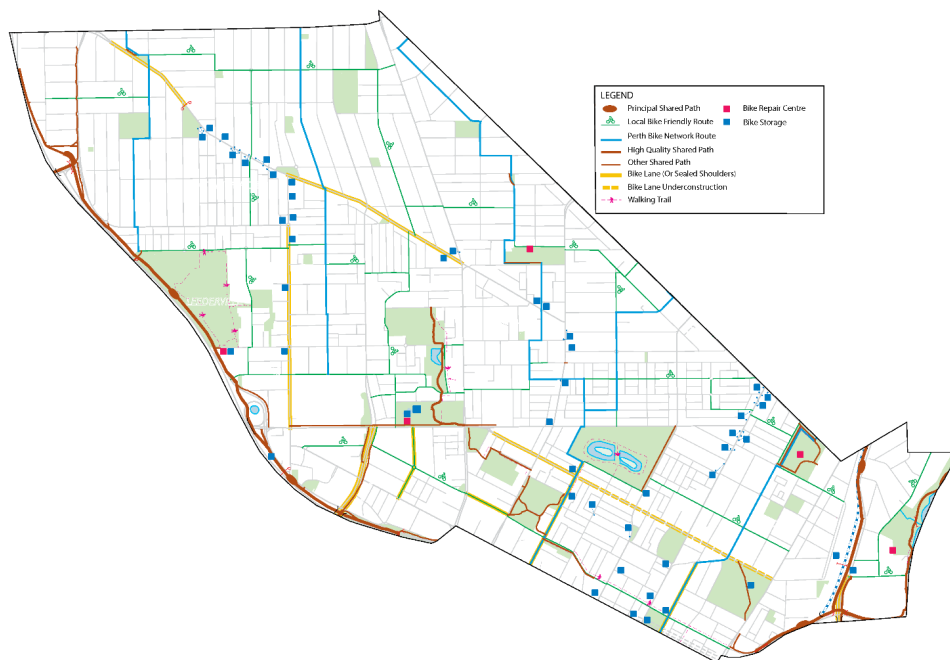 LEGEND
Principal Shared Path
Local Bike Friendly Route
Perth Bike Network Route
High Quality Shared Path
Other Shared Path
Bike Lane (Or Sealed Shoulders)
Bike Lane Underconstruction
Walking Trail
Bike Repair Centre
Bike Storage